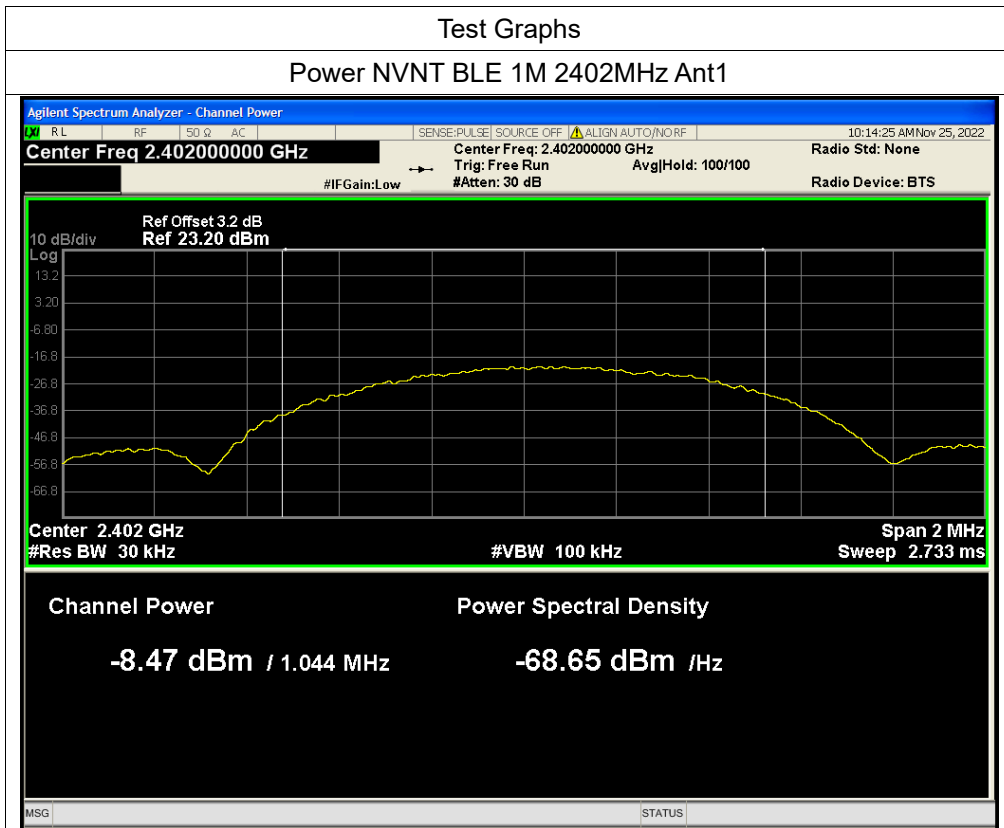 Test Graphs
Power NVNT BLE 1M 2402MHz Ant1
Agilent Spectrum Analyzer - Channel Power
LXI RL RF 50 Ω AC SENSE:PULSE SOURCE OFF ALIGN AUTO/NO RF 10:14:25 AM Nov 25, 2022
Center Freq 2.402000000 GHz Center Freq: 2.402000000 GHz Radio Std: None
Trig: Free Run Avg|Hold: 100/100
#IFGain:Low #Atten: 30 dB Radio Device: BTS
Ref Offset 3.2 dB
10 dB/div Ref 23.20 dBm
Log
13.2
3.20
-6.80
-16.8
-26.8
-36.8
-46.8
-56.8
-66.8
Center 2.402 GHz Span 2 MHz
#Res BW 30 kHz #VBW 100 kHz Sweep 2.733 ms
Channel Power Power Spectral Density
-8.47 dBm / 1.044 MHz -68.65 dBm /Hz
MSG STATUS